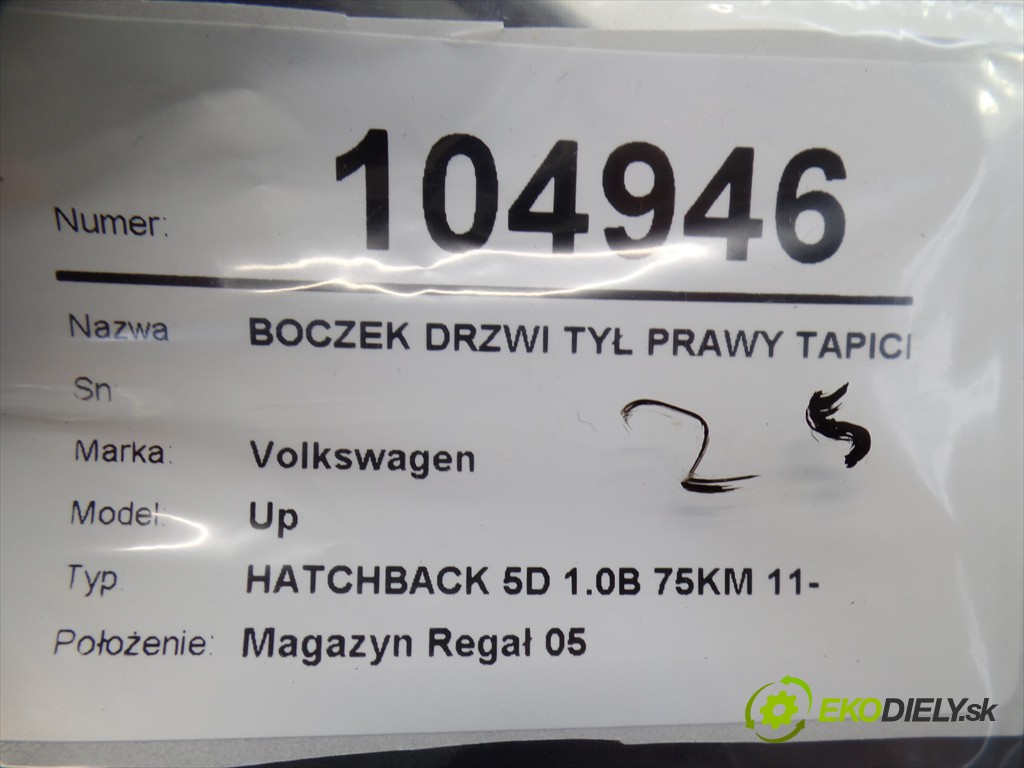 Numer: 104946
Nazwa BOCZEK DRZWI TYŁ PRAWY TAPICI
Sn
25
Marka: Volkswagen
Model: Up
Typ HATCHBACK 5D 1.0B 75KM 11-
Położenie: Magazyn Regał 05
EKODIELY.sk